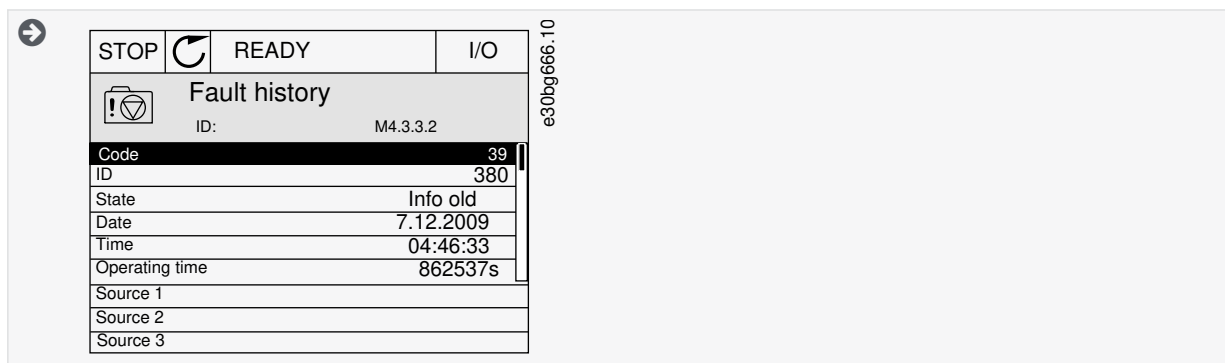 STOP READY I/O
Fault history
ID: M4.3.3.2
Code 39
ID 380
State Info old
Date 7.12.2009
Time 04:46:33
Operating time 862537s
Source 1
Source 2
Source 3
e30bg666.10